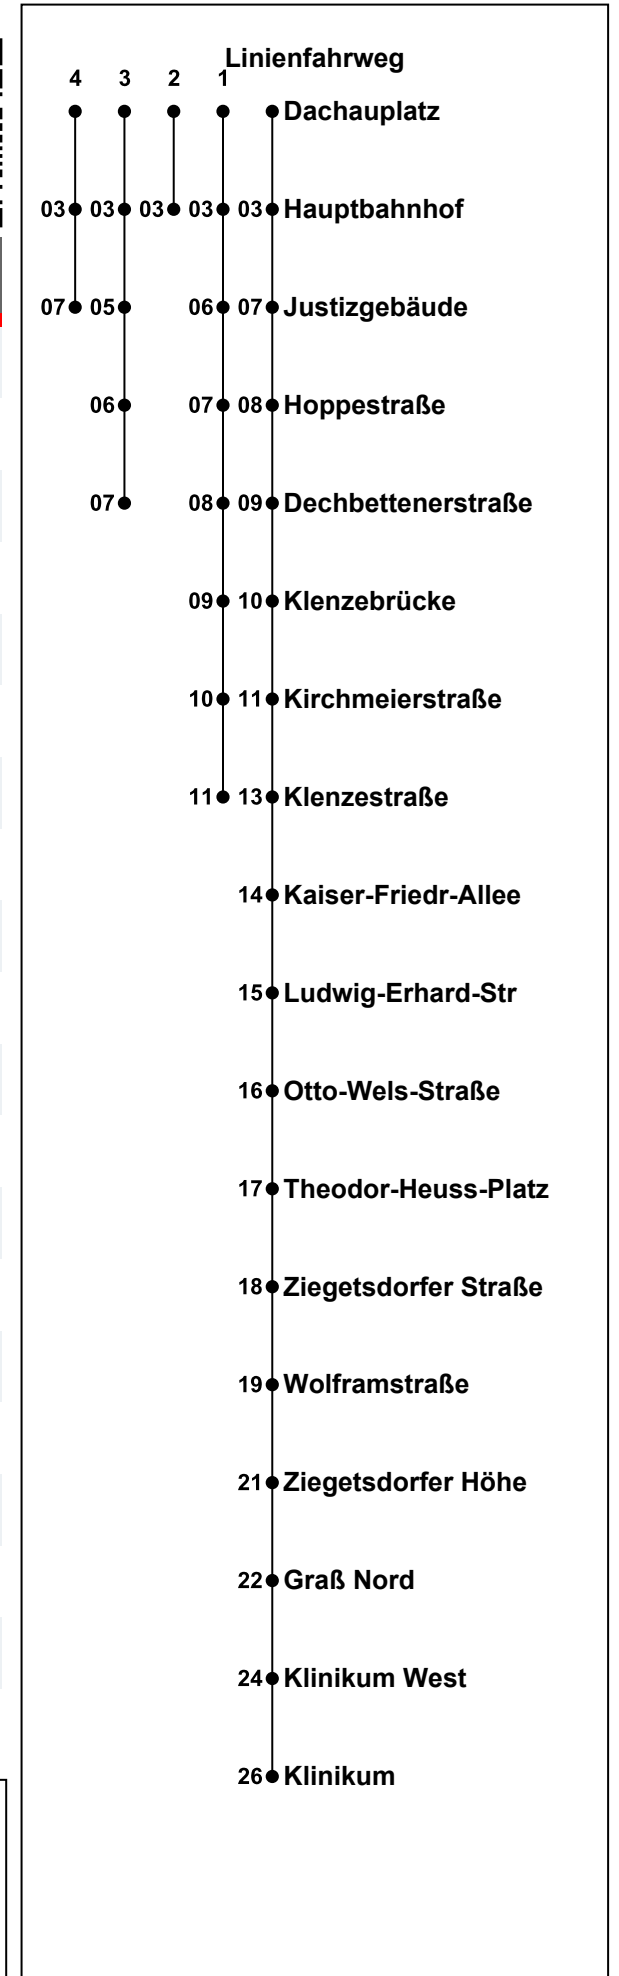 Linienfahrweg
4 3 2 1
Dachauplatz
03 03 03 03 03 Hauptbahnhof
07 05 06 07 Justizgebäude
06 07 08 Hoppestraße
07 08 09 Dechbettenerstraße
09 10 Klenzebrücke
10 11 Kirchmeierstraße
11 13 Klenzestraße
14 Kaiser-Friedr-Allee
15 Ludwig-Erhard-Str
16 Otto-Wels-Straße
17 Theodor-Heuss-Platz
18 Ziegetsdorfer Straße
19 Wolframstraße
21 Ziegetsdorfer Höhe
22 Graß Nord
24 Klinikum West
26 Klinikum